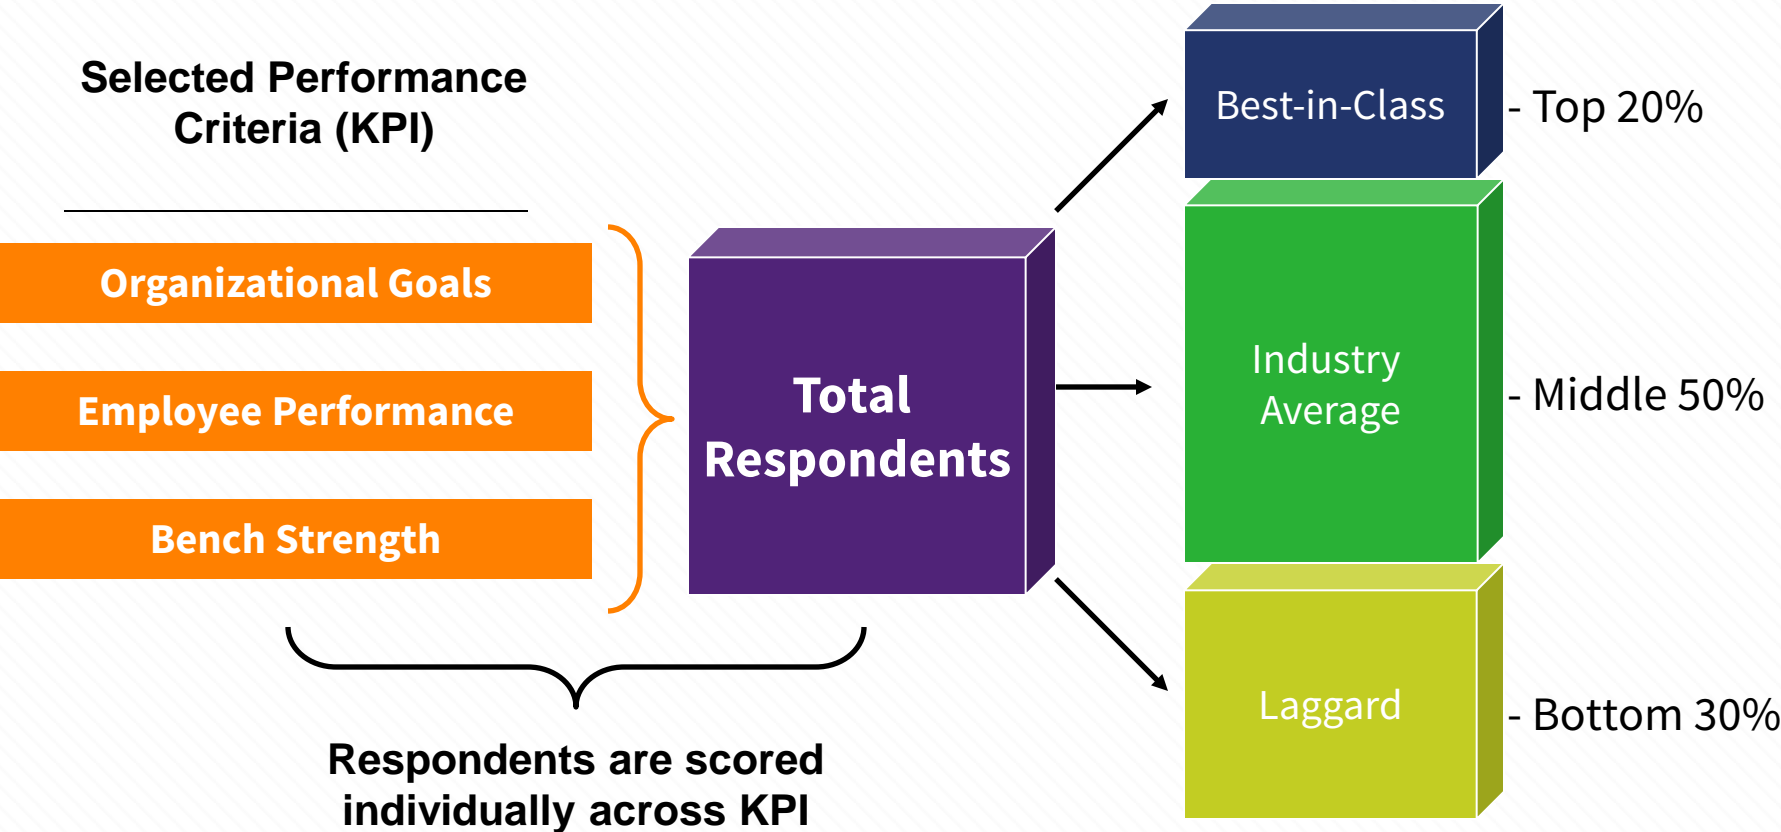 Selected Performance
Criteria (KPI)
Organizational Goals
Employee Performance
Bench Strength
Respondents are scored
individually across KPI
Total
Respondents
Best-in-Class
- Top 20%
Industry
Average
- Middle 50%
Laggard
- Bottom 30%